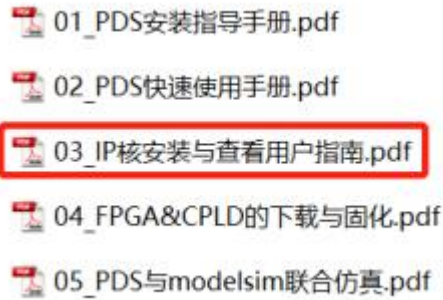 01_PDS安装指导手册.pdf
02_PDS快速使用手册.pdf
03_IP核安装与查看用户指南.pdf
04_FPGA&CPLD的下载与固化.pdf
05_PDS与modelsim联合仿真.pdf